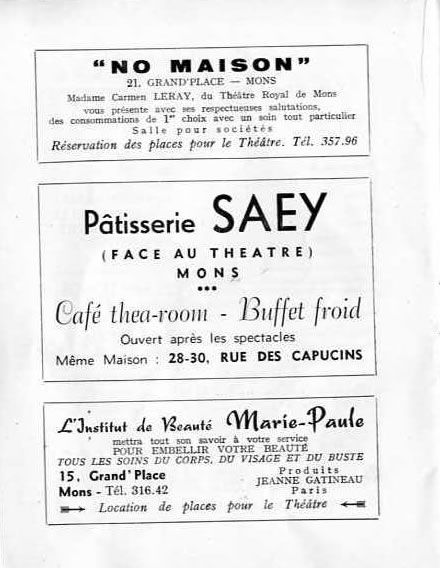 “NO MAISON”
21. GRAND'PLACE — MONS
Madame Carmen LERAY, du Théâtre Royal de Mons
vous présente avec ses respectueuses salutations,
des consommations de 1er choix avec un soin tout particulier
Salle pour sociétés
Réservation des places pour le Théâtre. Tél. 357.96
Pâtisserie SAEY
(FACE AU THEATRE)
MONS
•••
Café thea-room - Buffet froid
Ouvert après les spectacles
Même Maison : 28-30, RUE DES CAPUCINS
L'Institut de Beauté Marie-Paule
mettra tout son savoir à votre service
POUR EMBELLIR VOTRE BEAUTÉ
TOUS LES SOINS DU CORPS, DU VISAGE ET DU BUSTE
15, Grand'Place Produits
Mons - Tél. 316.42 JEANNE GATINEAU
Paris
Location de places pour le Théâtre